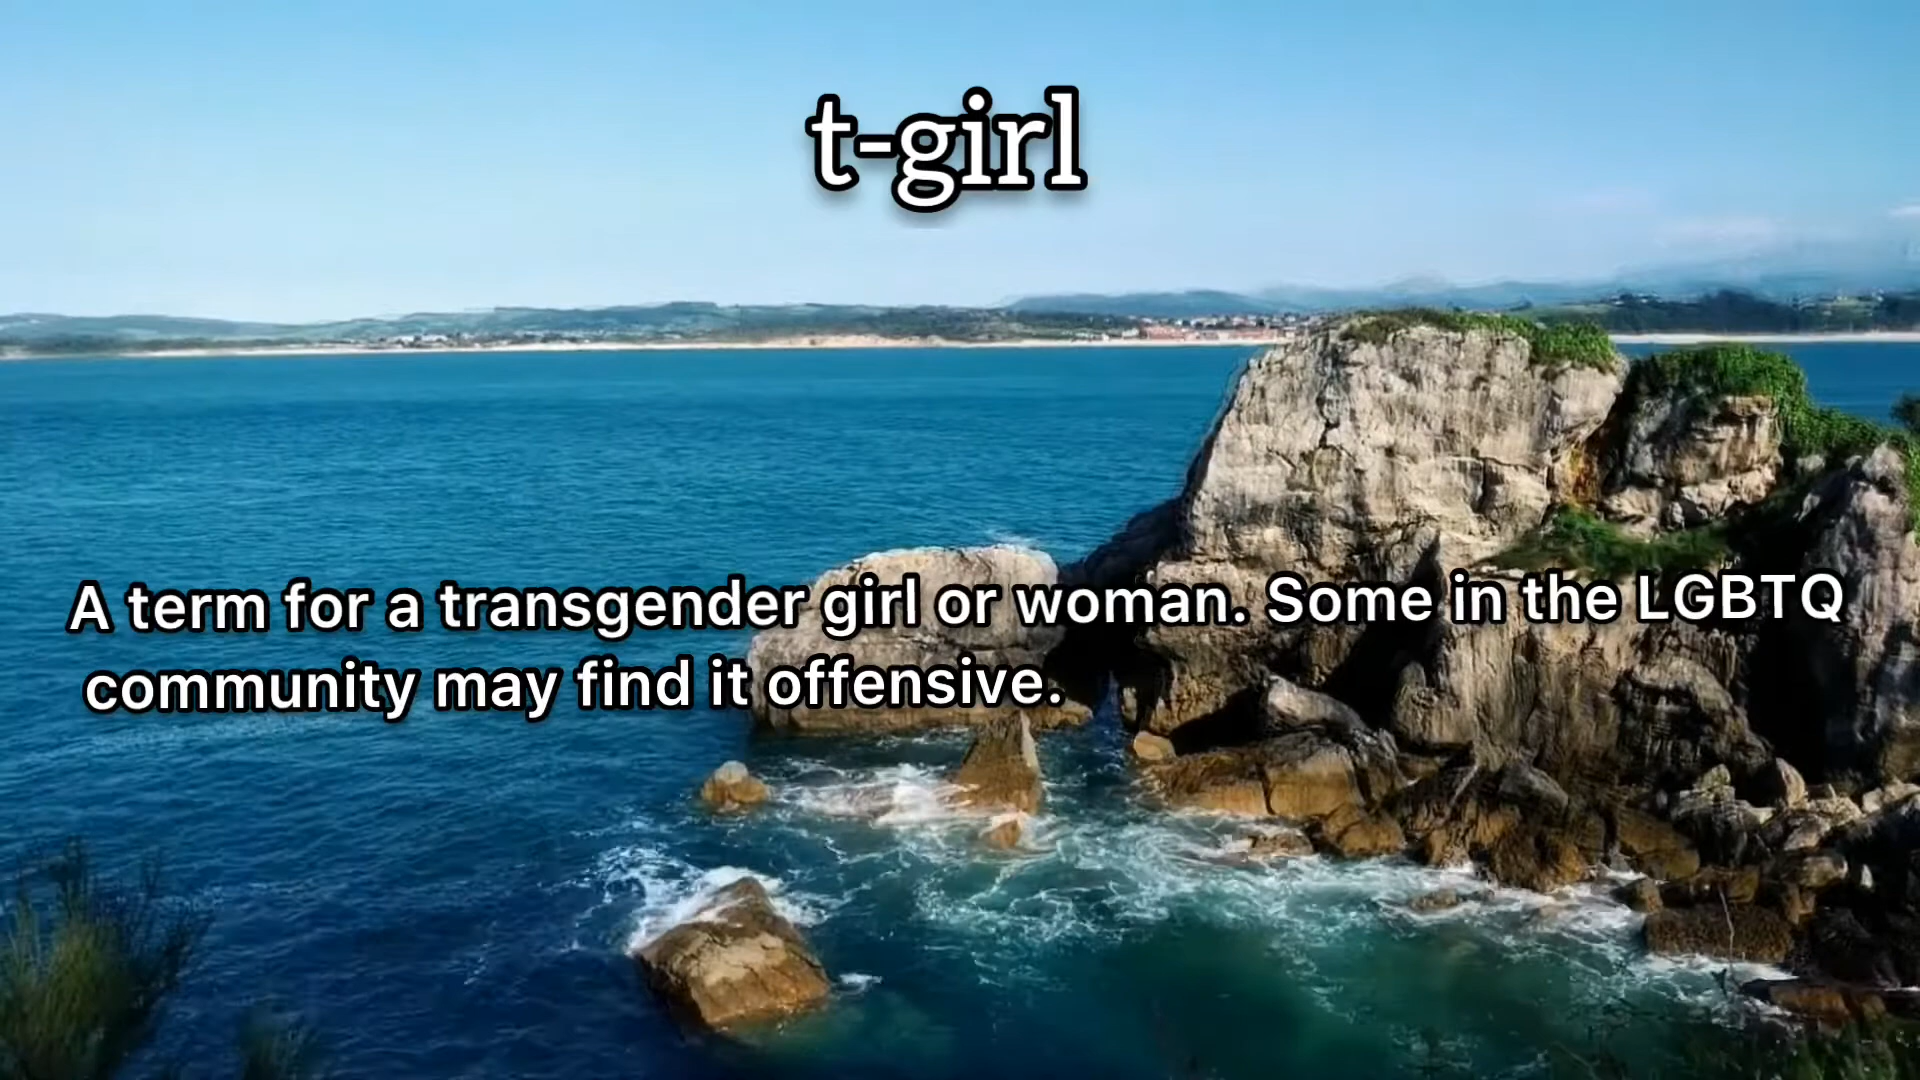 t-girl
A term for a transgender girl or woman. Some in the LGBTQ
community may find it offensive.